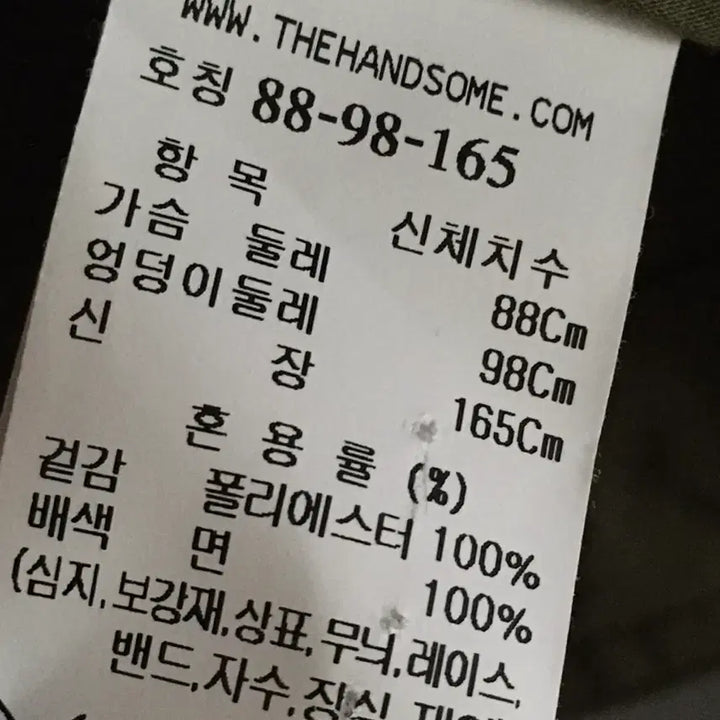 WWW.THEHANDSOME.COM
호칭 88-98-165
항 목 신체치수
가슴 둘레 88Cm
엉덩이둘레 98Cm
신 장 165Cm
혼 용 율 (%)
겉감 폴리에스터 100%
배색 면 100%
(심지,보강재,상표,무늬,레이스,
밴드,자수,장식